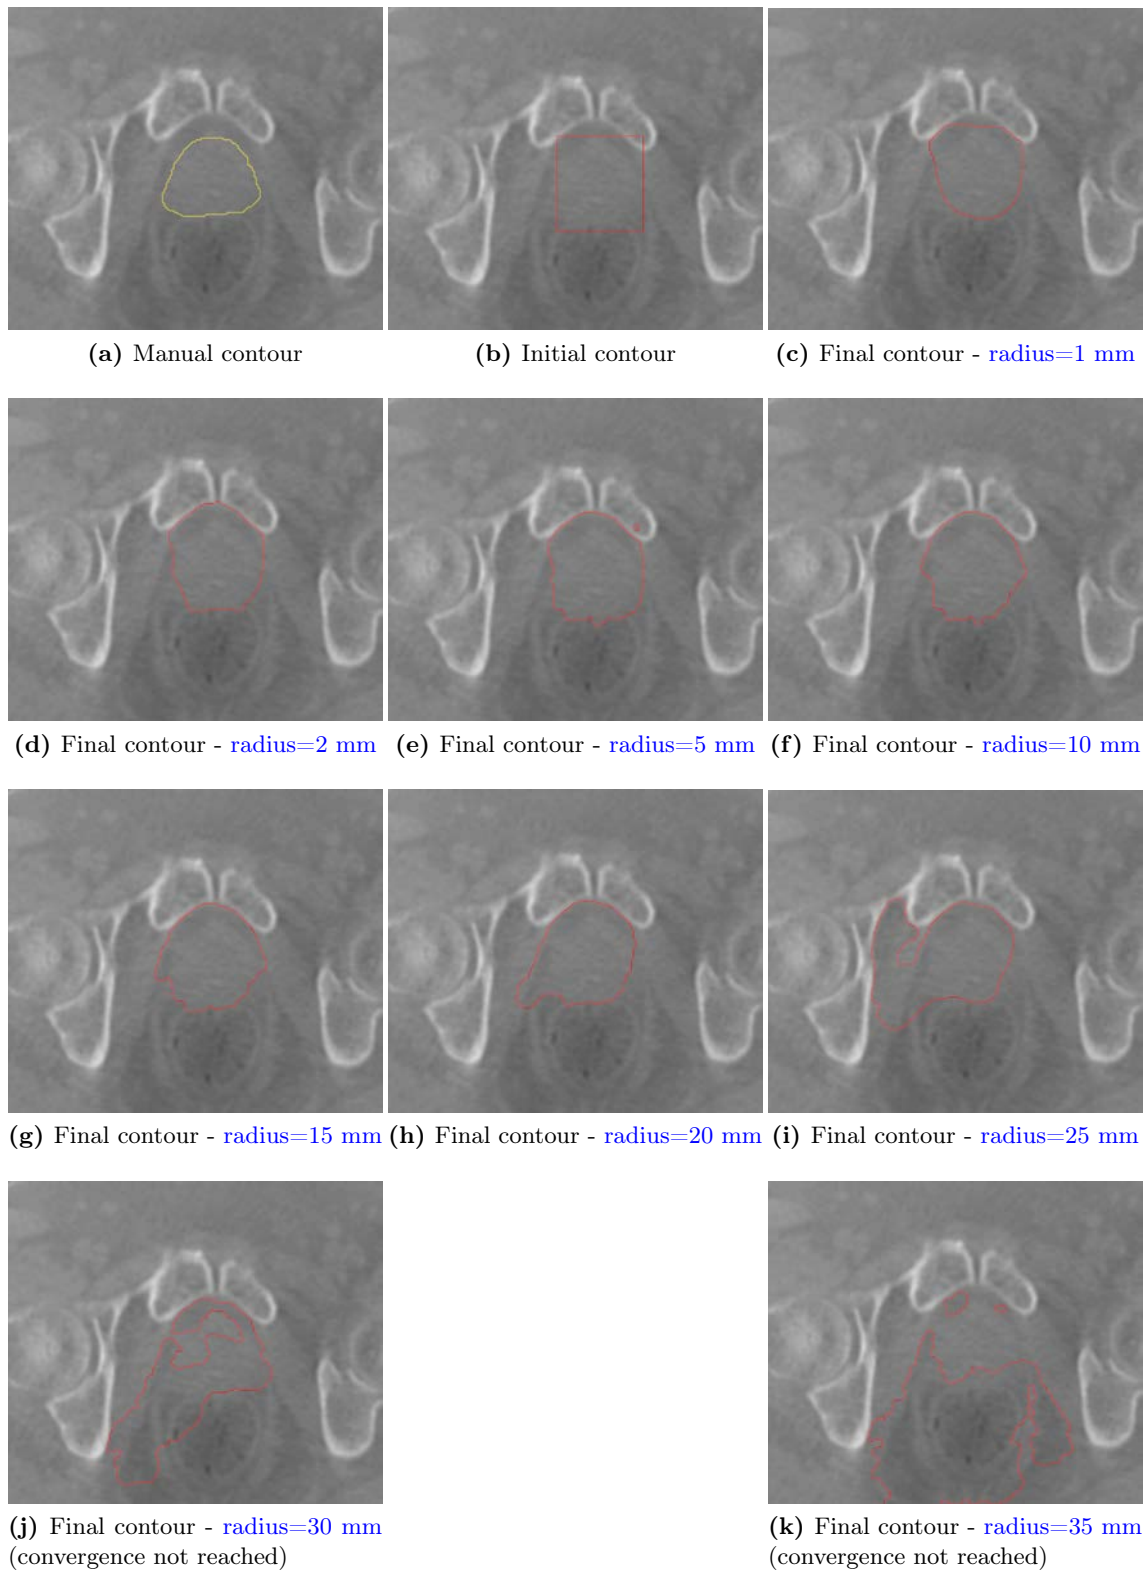 (a) Manual contour
(b) Initial contour
(c) Final contour - radius=1 mm
(d) Final contour - radius=2 mm
(e) Final contour - radius=5 mm
(f) Final contour - radius=10 mm
(g) Final contour - radius=15 mm
(h) Final contour - radius=20 mm
(i) Final contour - radius=25 mm
(j) Final contour - radius=30 mm
(convergence not reached)
(k) Final contour - radius=35 mm
(convergence not reached)